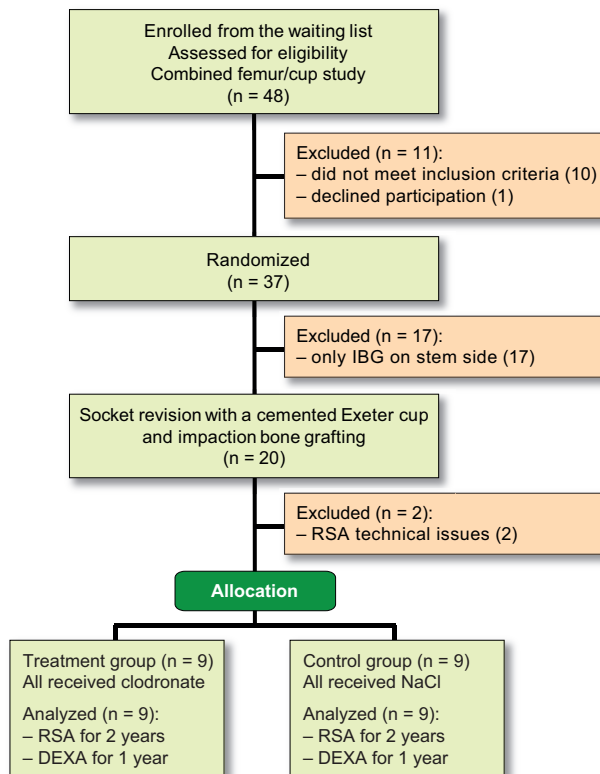 Enrolled from the waiting list
Assessed for eligibility
Combined femur/cup study
(n = 48)
Excluded (n = 11):
– did not meet inclusion criteria (10)
– declined participation (1)
Randomized
(n = 37)
Excluded (n = 17):
– only IBG on stem side (17)
Socket revision with a cemented Exeter cup
and impaction bone grafting
(n = 20)
Excluded (n = 2):
– RSA technical issues (2)
Allocation
Treatment group (n = 9)
All received clodronate
Analyzed (n = 9):
– RSA for 2 years
– DEXA for 1 year
Control group (n = 9)
All received NaCl
Analyzed (n = 9):
– RSA for 2 years
– DEXA for 1 year